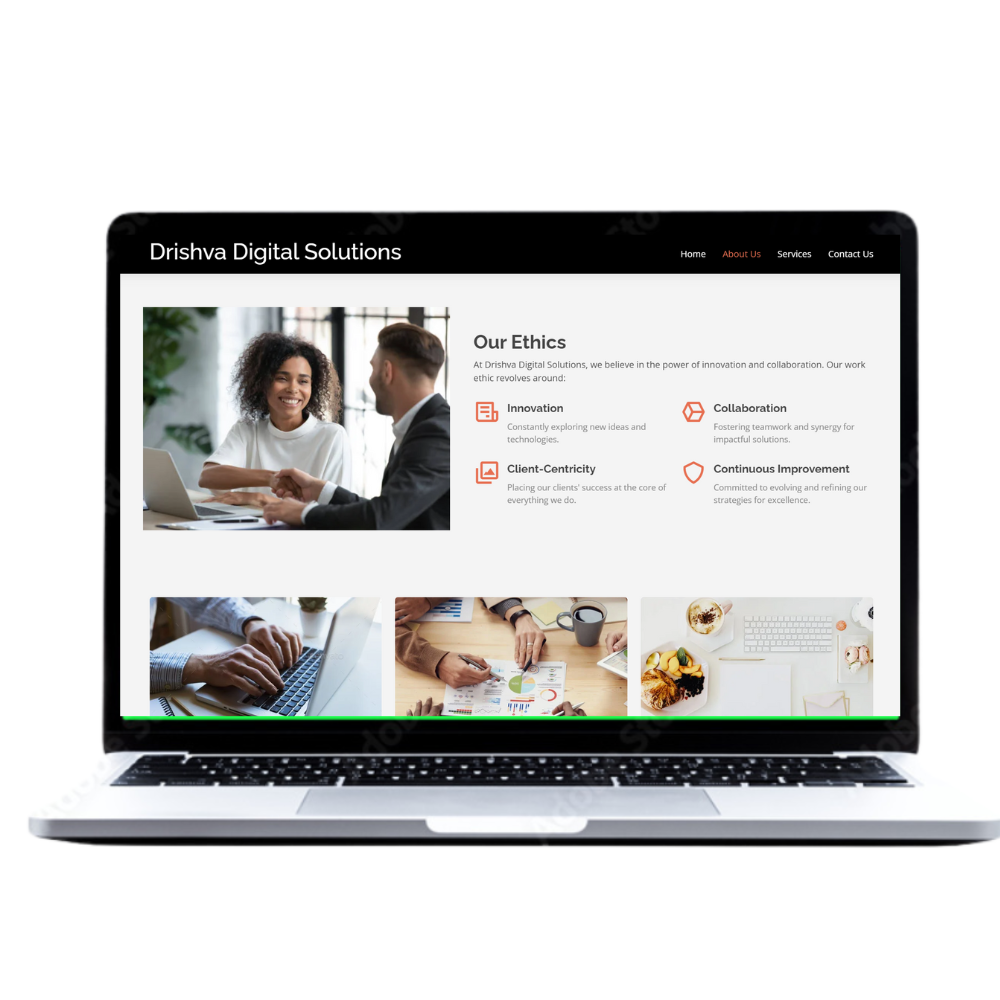 Drishva Digital Solutions
Home About Us Services Contact Us
Our Ethics
At Drishva Digital Solutions, we believe in the power of innovation and collaboration. Our work
ethic revolves around:
Innovation
Constantly exploring new ideas and
technologies.
Collaboration
Fostering teamwork and synergy for
impactful solutions.
Client-Centricity
Placing our clients' success at the core of
everything we do.
Continuous Improvement
Committed to evolving and refining our
strategies for excellence.